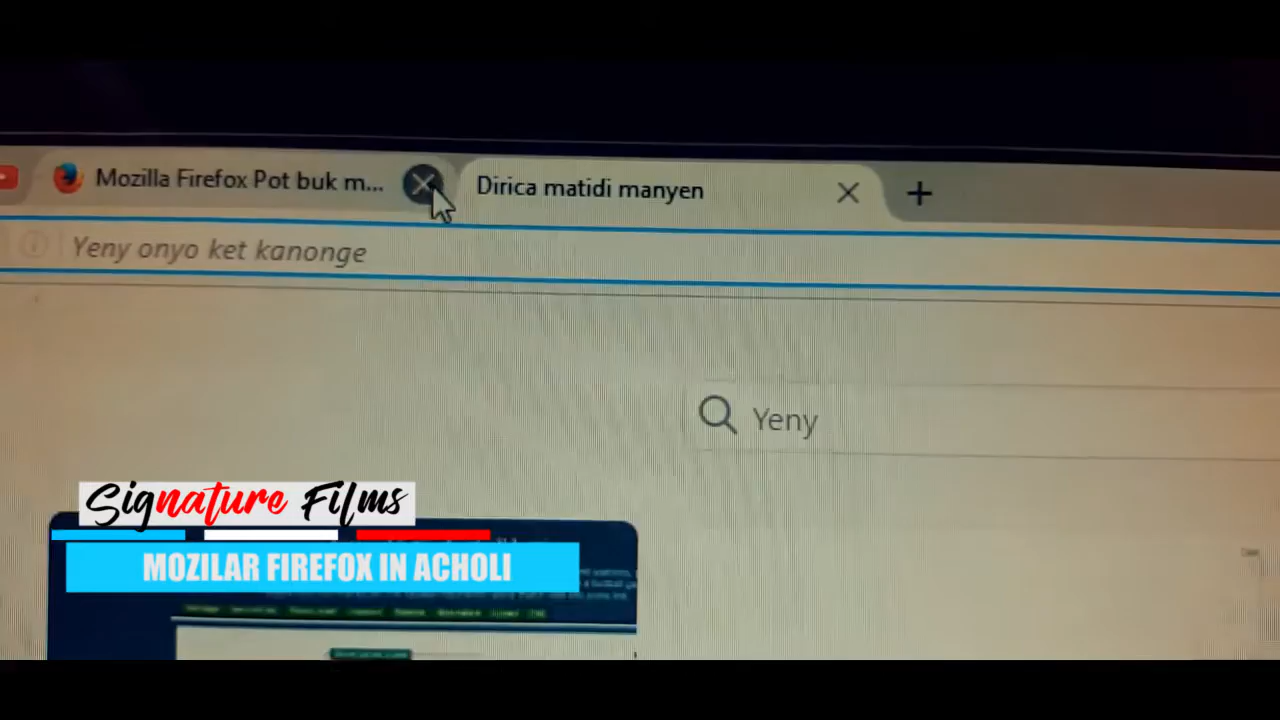 Mozilla Firefox Pot buk m...
Dirica matidi manyen
Yeny onyo ket kanonge
Yeny
Signature Films
MOZILAR FIREFOX IN ACHOLI